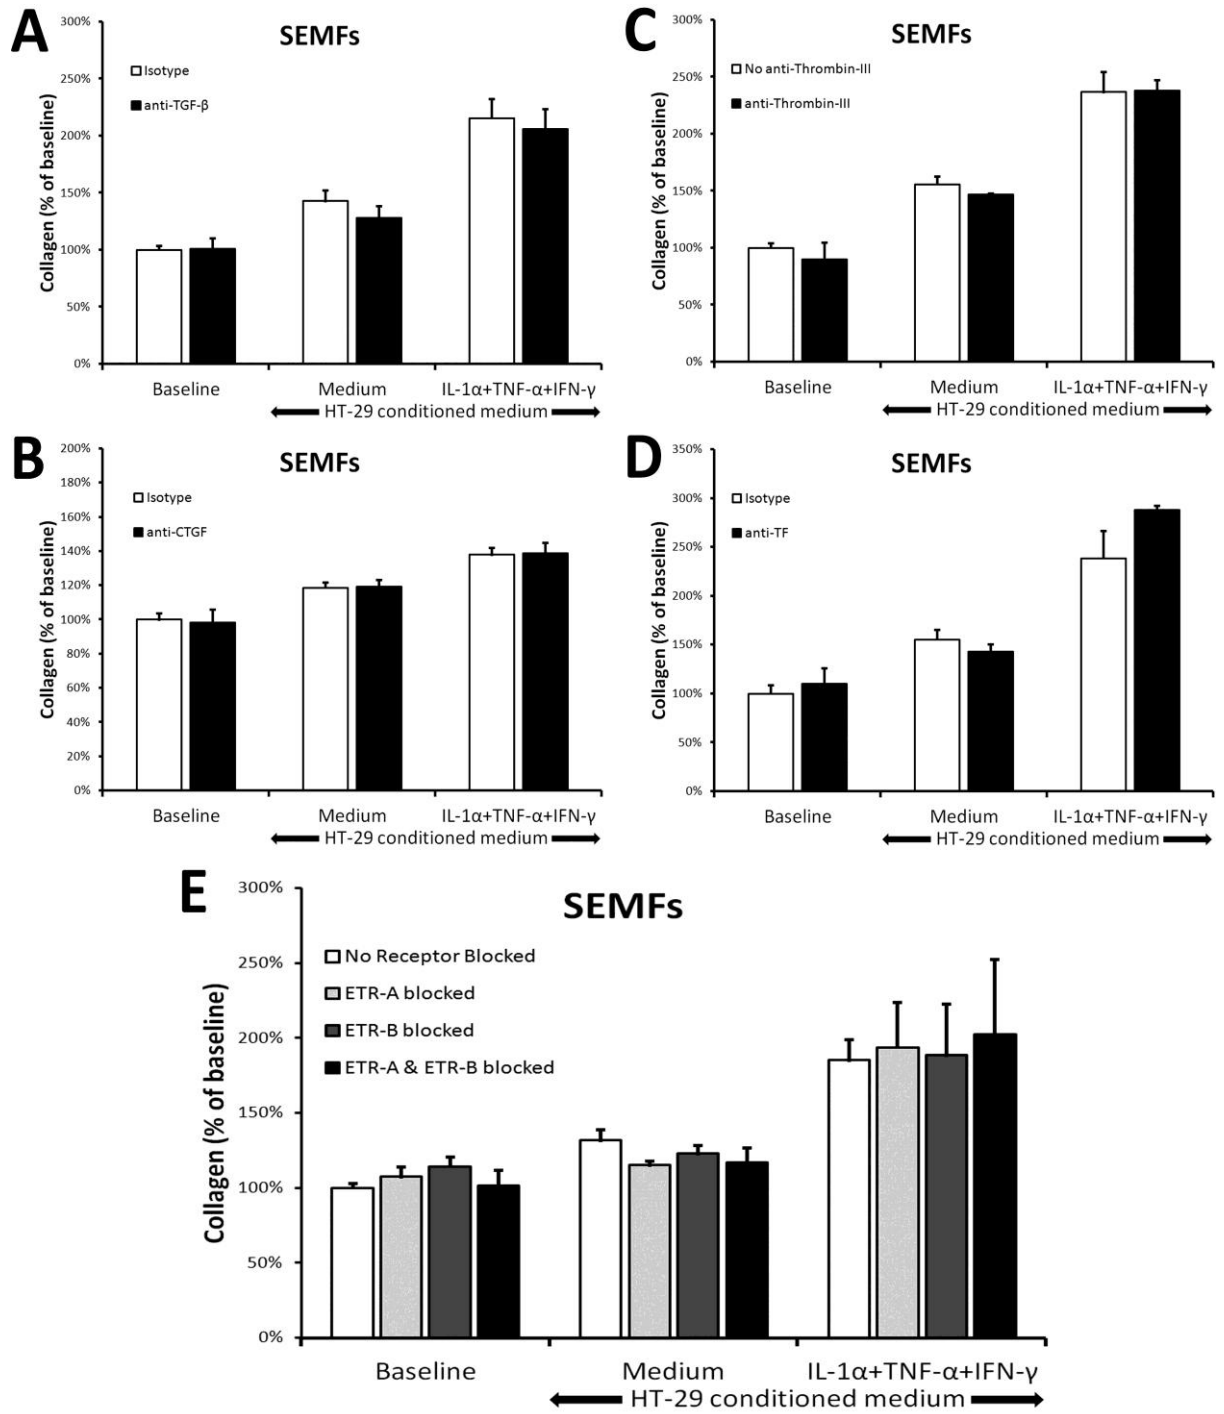 A
SEMFs
Isotype
anti-TGF-β
Collagen (% of baseline)
300%
250%
200%
150%
100%
50%
0%
Baseline
Medium
IL-1α+TNF-α+IFN-γ
HT-29 conditioned medium
C
SEMFs
No anti-Thrombin-III
anti-Thrombin-III
Collagen (% of baseline)
300%
250%
200%
150%
100%
50%
0%
Baseline
Medium
IL-1α+TNF-α+IFN-γ
HT-29 conditioned medium
B
SEMFs
Isotype
anti-CTGF
Collagen (% of baseline)
200%
180%
160%
140%
120%
100%
80%
60%
40%
20%
0%
Baseline
Medium
IL-1α+TNF-α+IFN-γ
HT-29 conditioned medium
D
SEMFs
Isotype
anti-TF
Collagen (% of baseline)
350%
300%
250%
200%
150%
100%
50%
0%
Baseline
Medium
IL-1α+TNF-α+IFN-γ
HT-29 conditioned medium
E
SEMFs
No Receptor Blocked
ETR-A blocked
ETR-B blocked
ETR-A & ETR-B blocked
Collagen (% of baseline)
300%
250%
200%
150%
100%
50%
0%
Baseline
Medium
IL-1α+TNF-α+IFN-γ
HT-29 conditioned medium